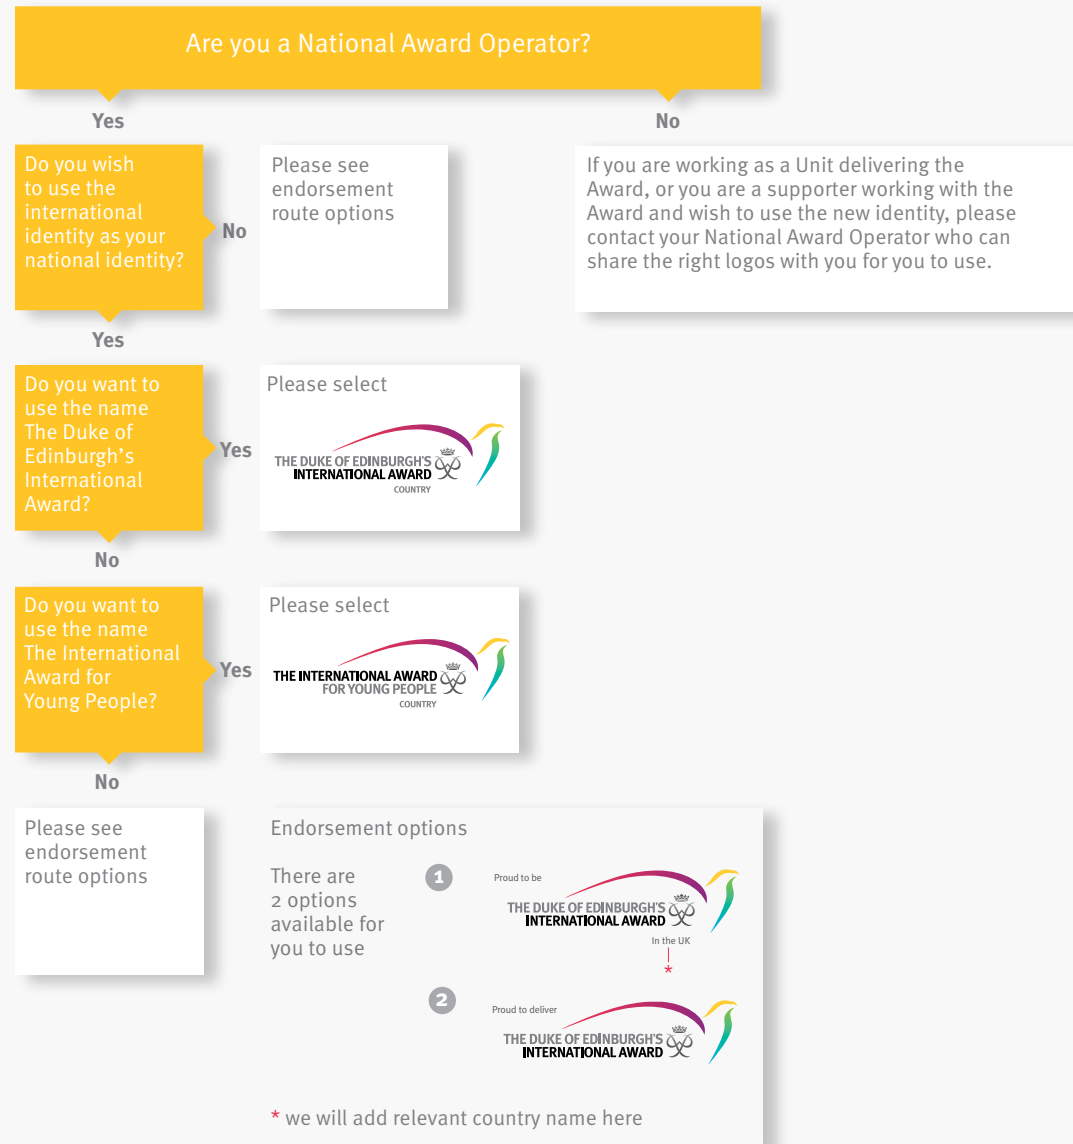 Are you a National Award Operator?
Yes
No
Do you wish
to use the
international
identity as your
national identity?
No
Please see
endorsement
route options
If you are working as a Unit delivering the
Award, or you are a supporter working with the
Award and wish to use the new identity, please
contact your National Award Operator who can
share the right logos with you for you to use.
Yes
Do you want to
use the name
The Duke of
Edinburgh's
International
Award?
Yes
Please select
THE DUKE OF EDINBURGH'S
INTERNATIONAL AWARD
COUNTRY
No
Do you want to
use the name
The International
Award for
Young People?
Yes
Please select
THE INTERNATIONAL AWARD
FOR YOUNG PEOPLE
COUNTRY
No
Please see
endorsement
route options
Endorsement options
There are
2 options
available for
you to use
1
Proud to be
THE DUKE OF EDINBURGH'S
INTERNATIONAL AWARD
In the UK
*
2
Proud to deliver
THE DUKE OF EDINBURGH'S
INTERNATIONAL AWARD
* we will add relevant country name here